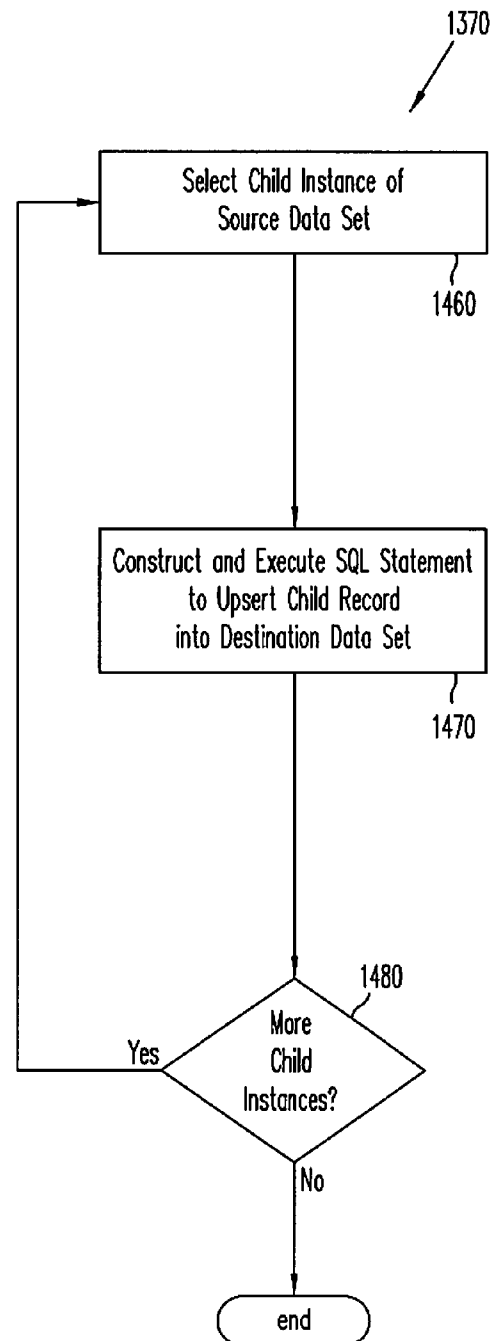 1370
Select Child Instance of
Source Data Set
1460
Construct and Execute SQL Statement
to Upsert Child Record
into Destination Data Set
1470
1480
More
Child
Instances?
Yes
No
end